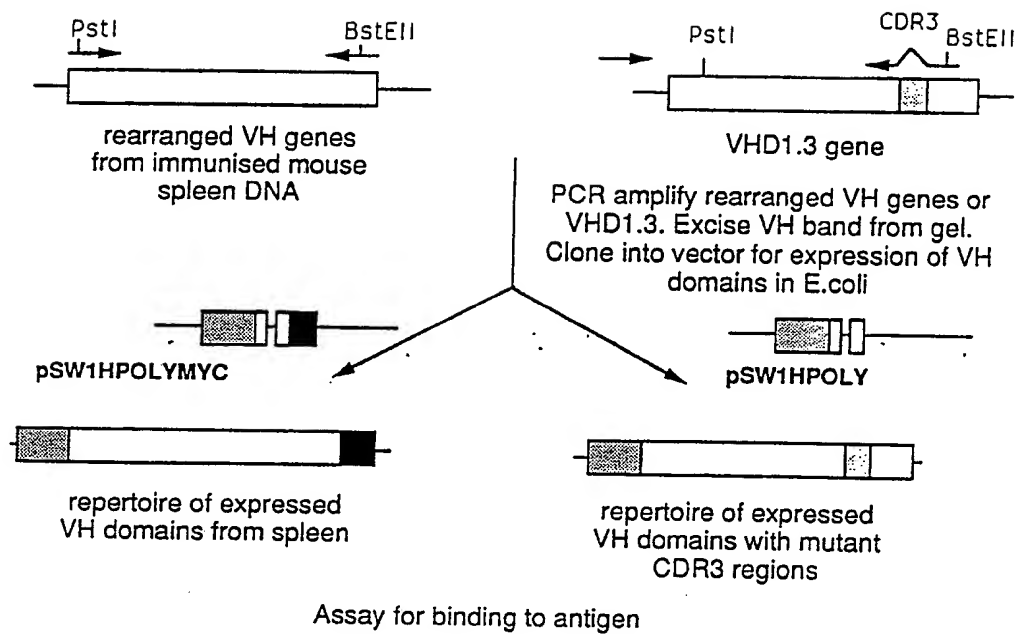 PstI
BstEII
rearranged VH genes
from immunised mouse
spleen DNA
PstI
CDR3
BstEII
VHD1.3 gene
PCR amplify rearranged VH genes or
VHD1.3. Excise VH band from gel.
Clone into vector for expression of VH
domains in E.coli
pSW1HPOLYMYC
pSW1HPOLY
repertoire of expressed
VH domains from spleen
repertoire of expressed
VH domains with mutant
CDR3 regions
Assay for binding to antigen